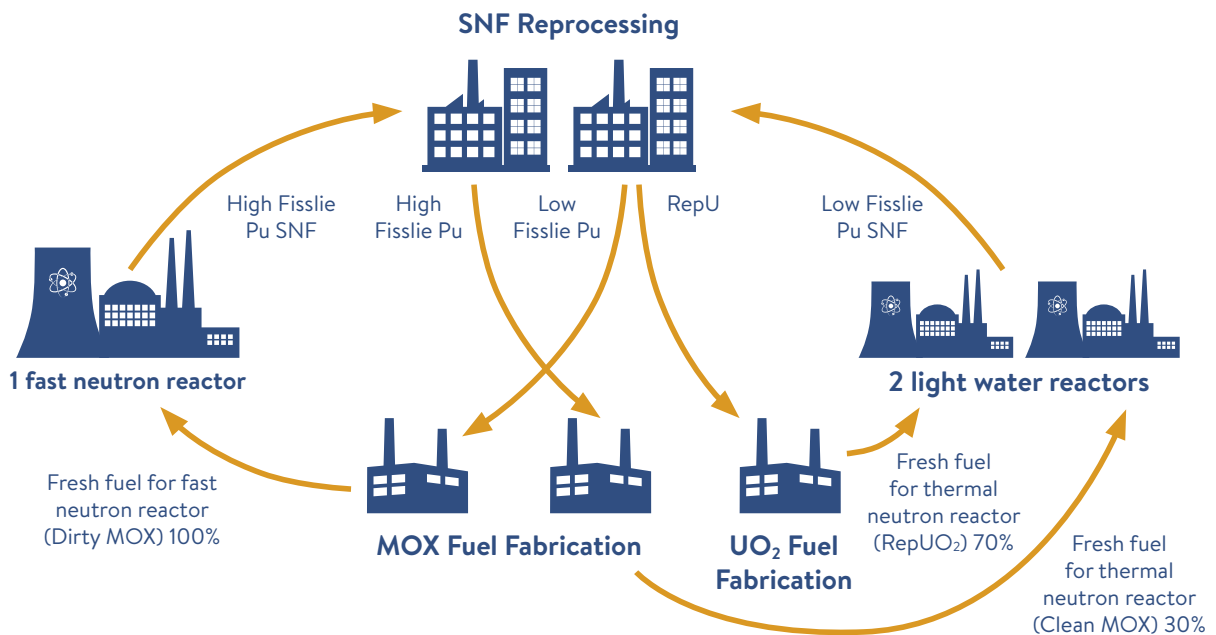 SNF Reprocessing
High Fisslie
Pu SNF
High
Fisslie Pu
Low
Fisslie Pu
RepU
Low Fisslie
Pu SNF
1 fast neutron reactor
2 light water reactors
Fresh fuel for fast
neutron reactor
(Dirty MOX) 100%
MOX Fuel Fabrication
UO₂ Fuel
Fabrication
Fresh fuel
for thermal
neutron reactor
(RepUO₂) 70%
Fresh fuel
for thermal
neutron reactor
(Clean MOX) 30%